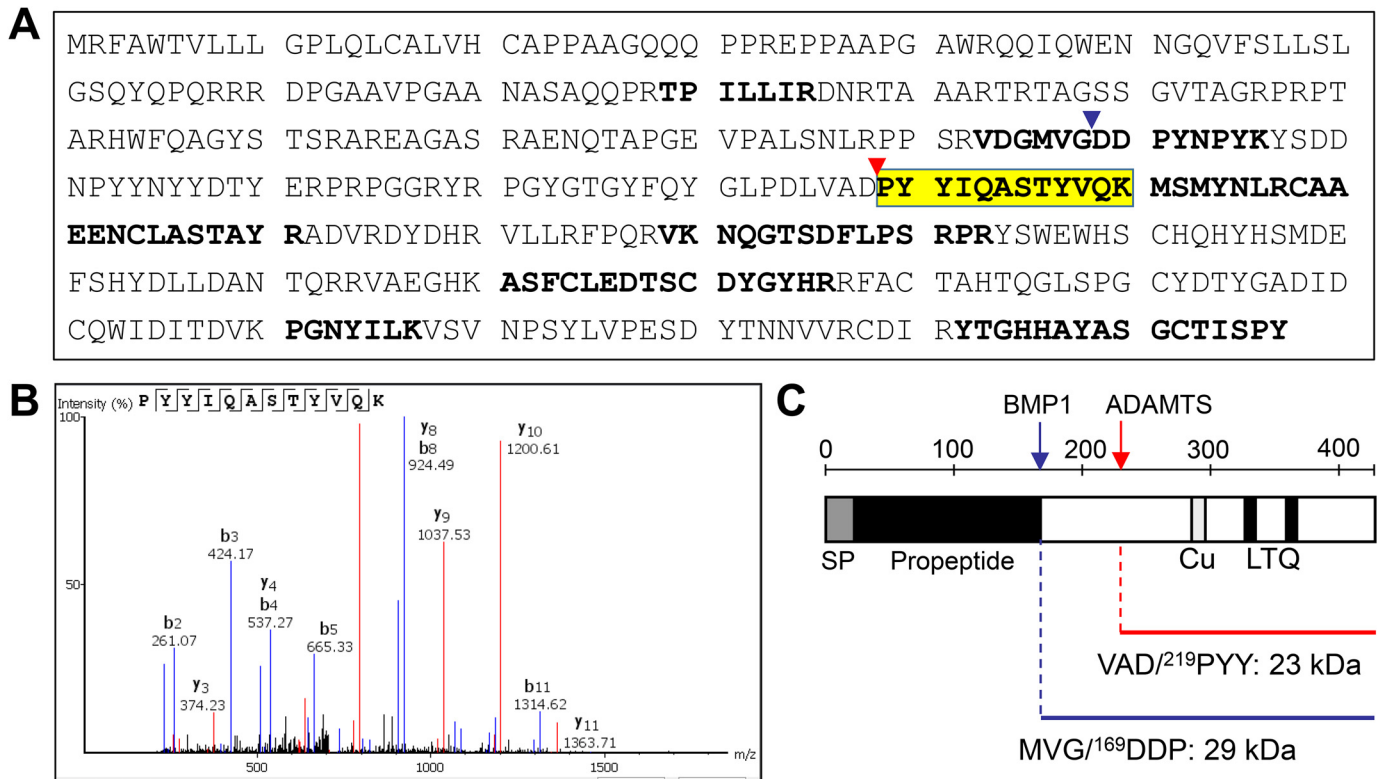 A
MRFAWTVLLL GPLQLCALVH CAPPAAGQQQ PPREPPAAPG AWRQQIQWEN NGQVFSLLSL
GSQYQPQRRR DPGAAVPGAA NASAQQPRTP ILLIRDNRTA AARTRTAGSS GVTAGRPRPT
ARHWFQAGYS TSRAREAGAS RAENQTAPGE VPALSNLRPP SRVDGMVGDD PYNPYKYSDD
NPYYNYYDTY ERPRPGGRYR PGYGTGYFQY GLPDLVADPY YIQASTYVQK MSMYNLRCAA
EENCLASTAY RADVRDYDHR VLLRFPQRVK NQGTSDFLPS RPRYSWEWHS CHQHYHSMDE
FSHYDLLDAN TQRRVAEGHK ASFCLEDTSC DYGYHRRFAC TAHTQGLSPG CYDTYGADID
CQWIDITDVK PGNYILKVSV NPSYLVPESD YTNNVVRCDI RYTGHHAYAS GCTISPY
B
Intensity (%) P Y Y I Q A S T Y V Q K
100
50
b2
261.07
y3
374.23
b3
424.17
y4
b4
537.27
b5
665.33
y8
b8
924.49
y9
1037.53
y10
1200.61
b11
1314.62
y11
1363.71
500 1000 1500 m/z
C
BMP1 ADAMTS
0 100 200 300 400
SP Propeptide Cu LTQ
VAD/²¹⁹PYY: 23 kDa
MVG/¹⁶⁹DDP: 29 kDa